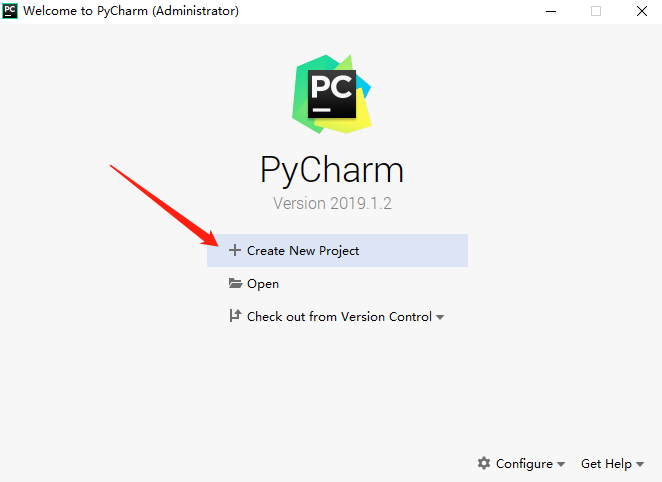 PC Welcome to PyCharm (Administrator)
PC
PyCharm
Version 2019.1.2
Create New Project
Open
Check out from Version Control
Configure Get Help